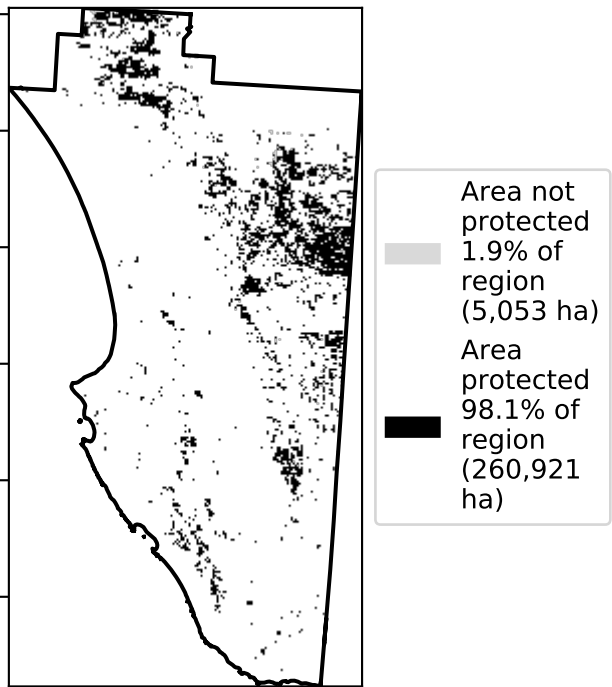 Area not
protected
1.9% of
region
(5,053 ha)
Area
protected
98.1% of
region
(260,921
ha)